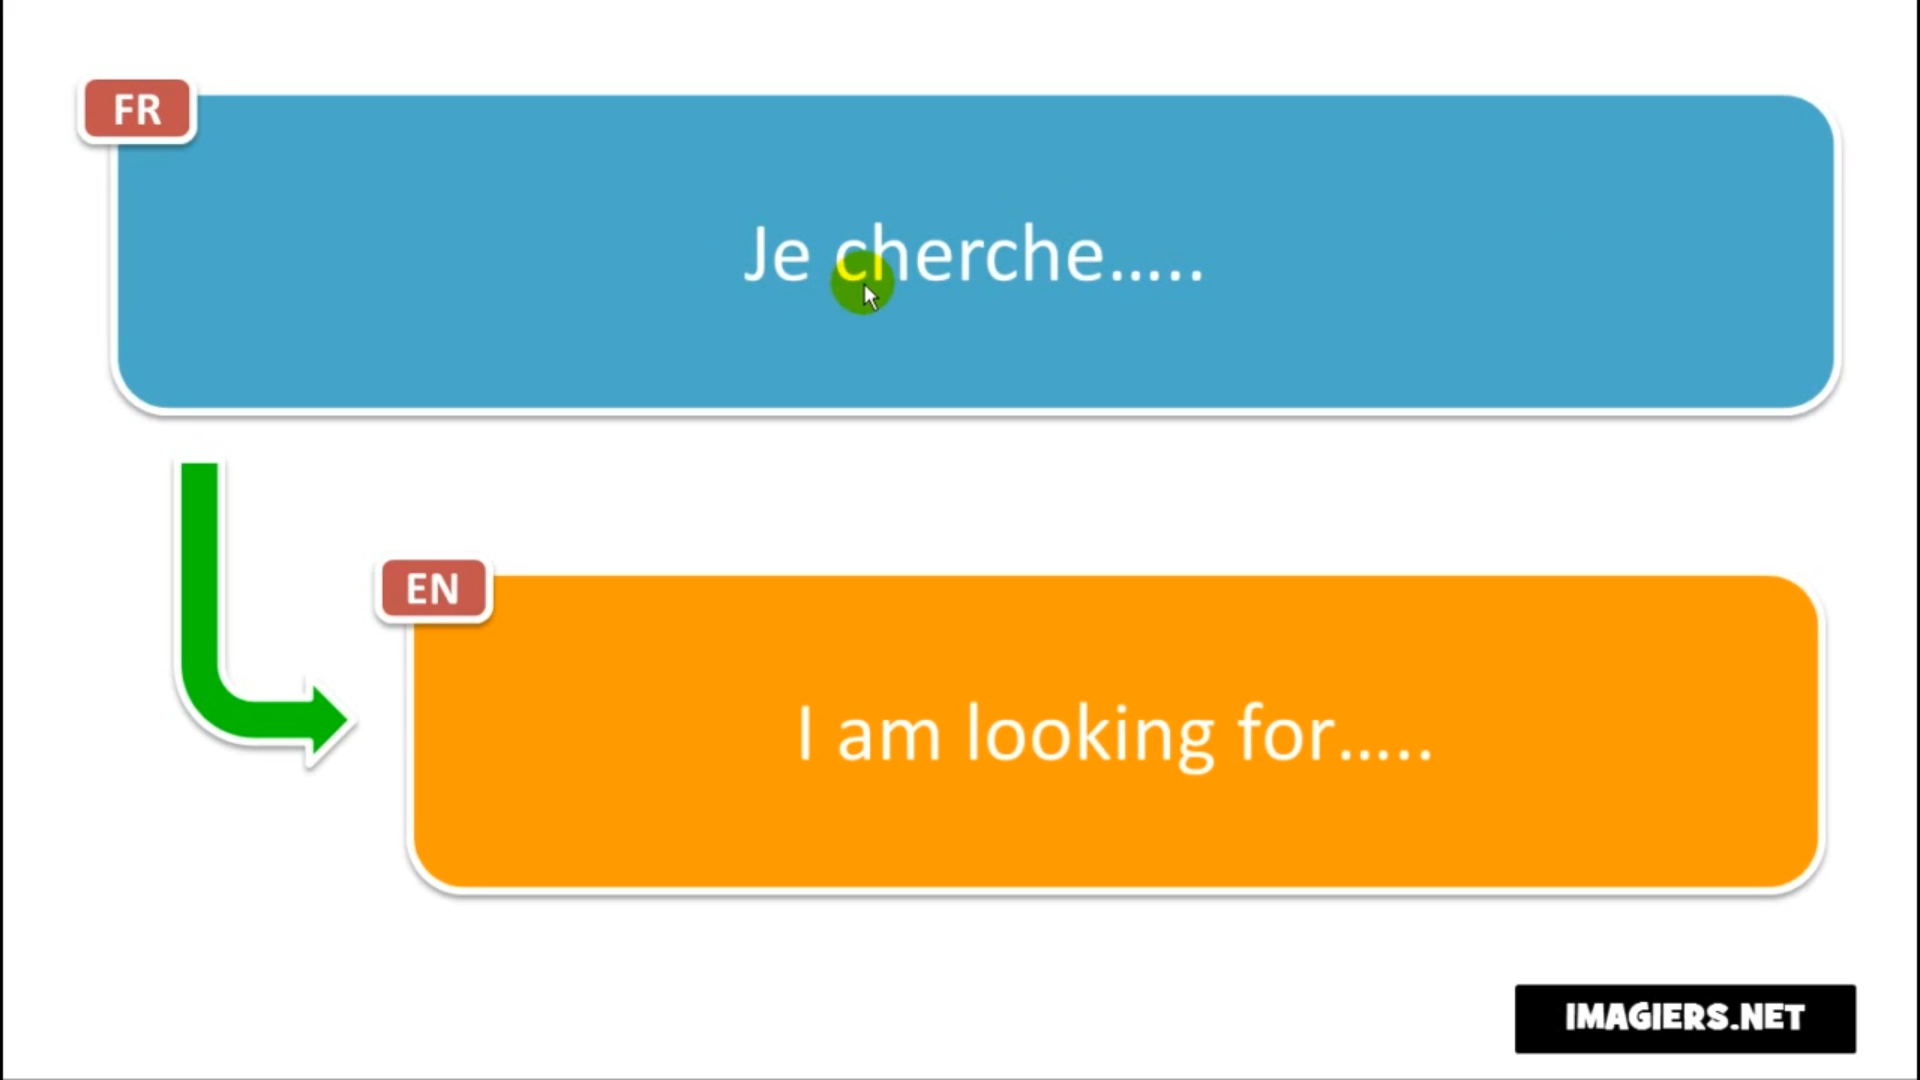 FR
Je cherche.....
EN
I am looking for.....
IMAGIERS.NET